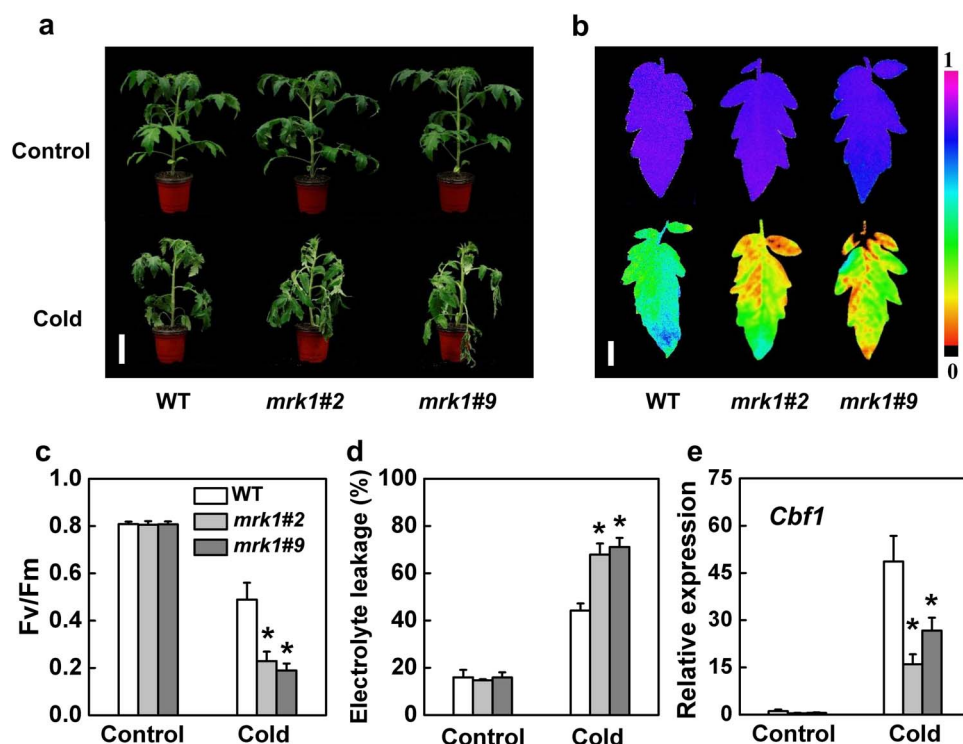 a
Control
Cold
WT mrk1#2 mrk1#9
b
1
0
WT mrk1#2 mrk1#9
c
Fv/Fm
1.0
0.8
0.6
0.4
0.2
0.0
WT
mrk1#2
mrk1#9
*
*
Control Cold
d
Electrolyte leakage (%)
100
80
60
40
20
0
*
*
Control Cold
e
Relative expression
75
60
45
30
15
0
Cbf1
*
*
Control Cold